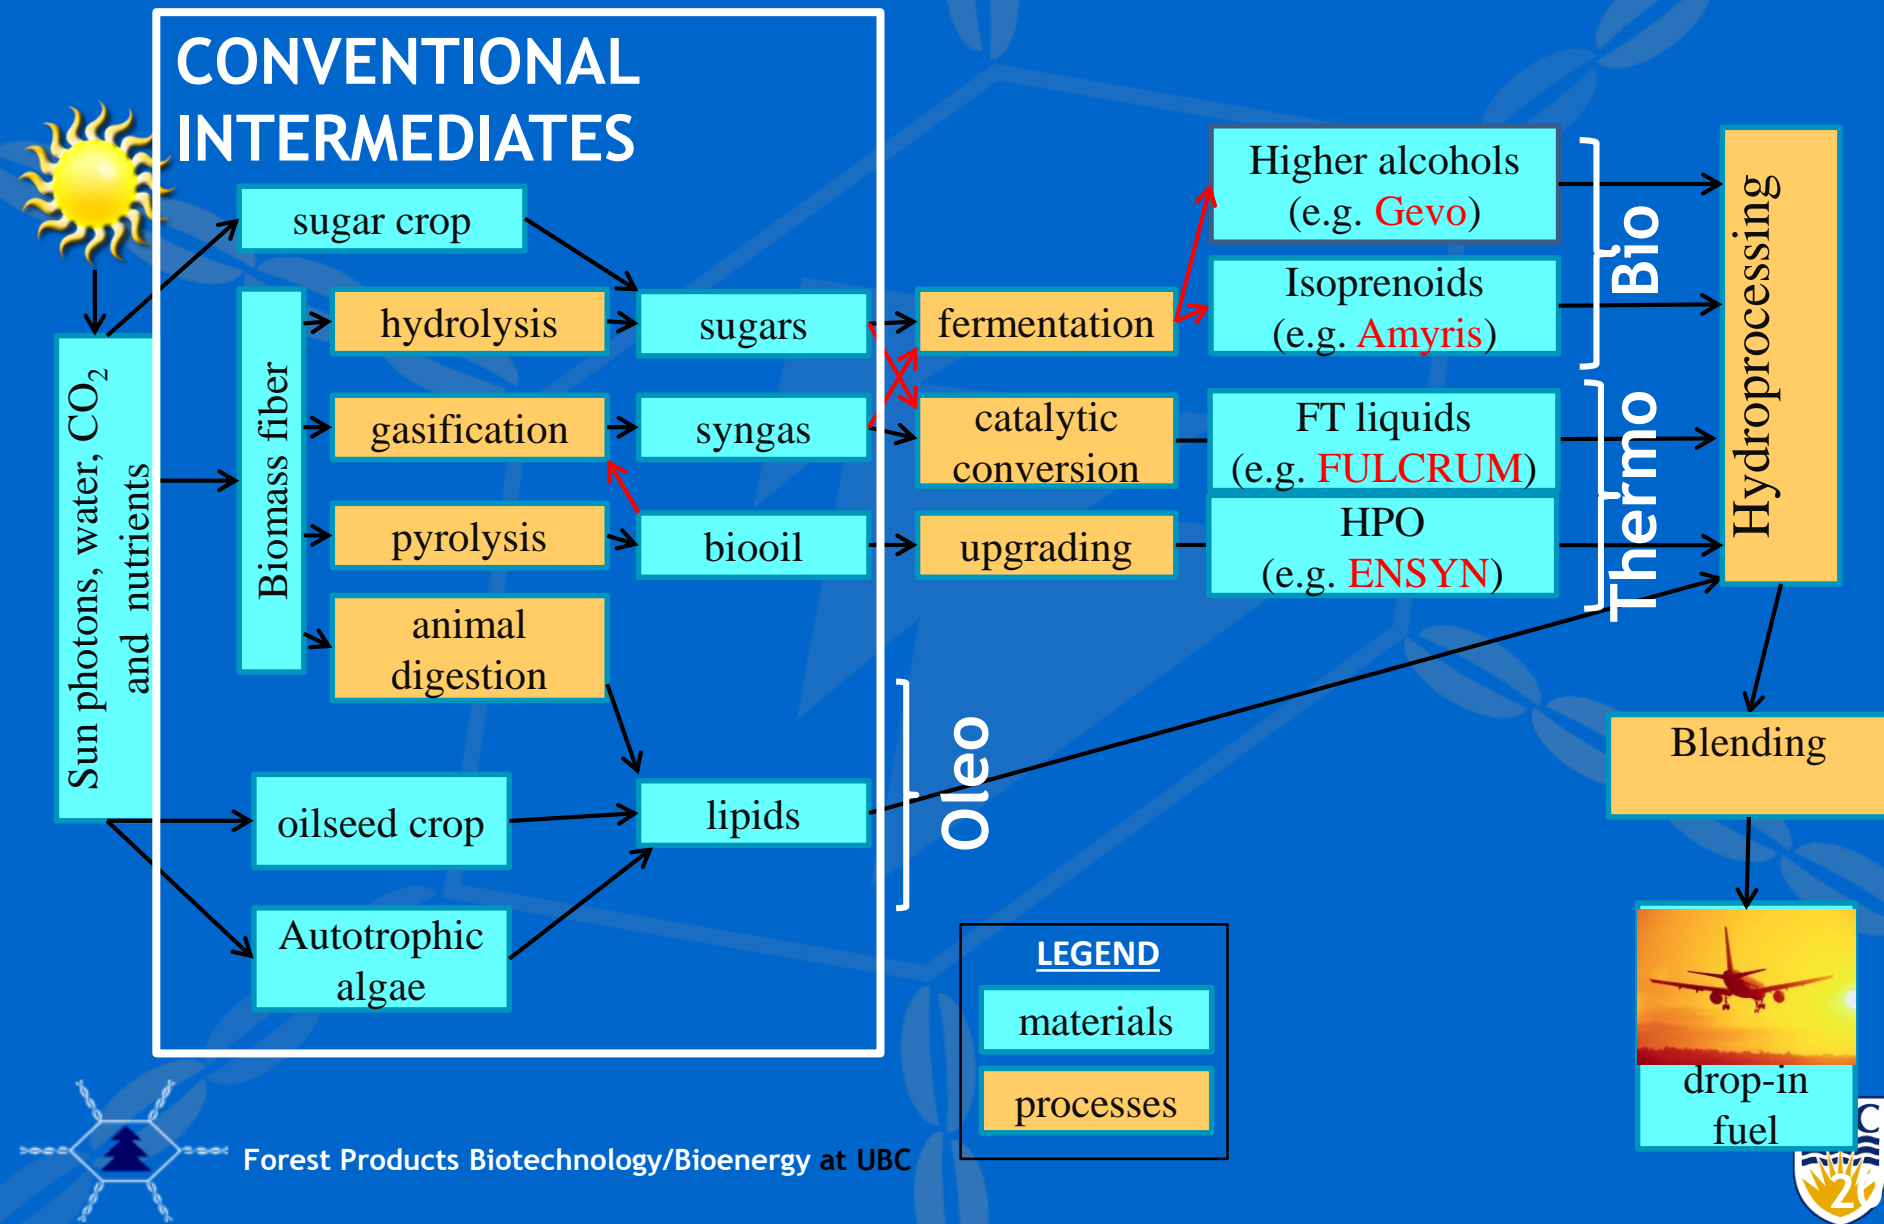 CONVENTIONAL
INTERMEDIATES
Sun photons, water, CO₂
and nutrients
sugar crop
Biomass fiber
hydrolysis
gasification
pyrolysis
animal
digestion
oilseed crop
Autotrophic
algae
sugars
syngas
biooil
lipids
fermentation
catalytic
conversion
upgrading
Oleo
Higher alcohols
(e.g. Gevo)
Isoprenoids
(e.g. Amyris)
FT liquids
(e.g. FULCRUM)
HPO
(e.g. ENSYN)
Bio
Thermo
Hydroprocessing
Blending
drop-in
fuel
LEGEND
materials
processes
Forest Products Biotechnology/Bioenergy at UBC
C
20